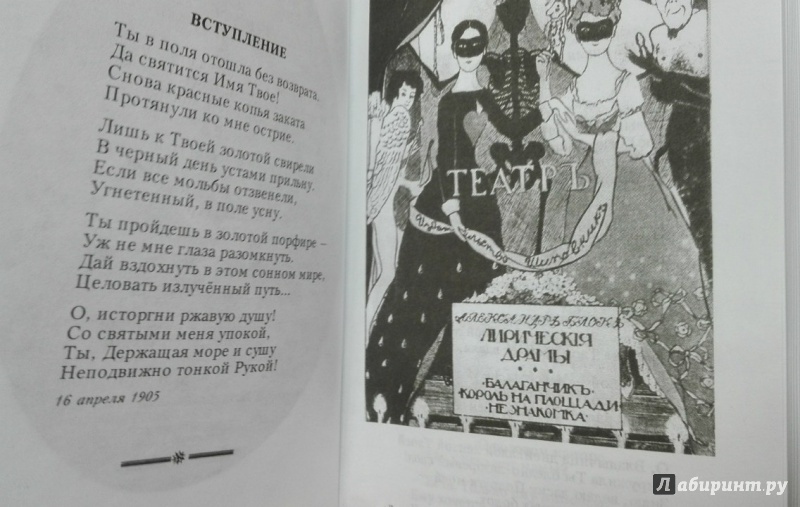 ВСТУПЛЕНИЕ
Ты в поля отошла без возврата.
Да святится Имя Твое!
Снова красные копья заката
Протянули ко мне острие.
Лишь к Твоей золотой свирели
В черный день устами прильну.
Если все мольбы отзвенели,
Угнетенный, в поле усну.
Ты пройдешь в золотой порфире –
Уж не мне глаза разомкнуть.
Дай вздохнуть в этом сонном мире,
Целовать излучённый путь...
О, исторгни ржавую душу!
Со святыми меня упокой,
Ты, Держащая море и сушу
Неподвижно тонкой Рукой!
16 апреля 1905
ТЕАТРЪ
Издательство Шиповникъ
АЛЕКСАНДРЪ БЛОКЪ
ЛИРИЧЕСКІЯ
ДРАМЫ
• • •
·БАЛАГАНЧИКЪ·
·КОРОЛЬ НА ПЛОЩАДИ·
·НЕЗНАКОМКА·
Лабиринт.ру